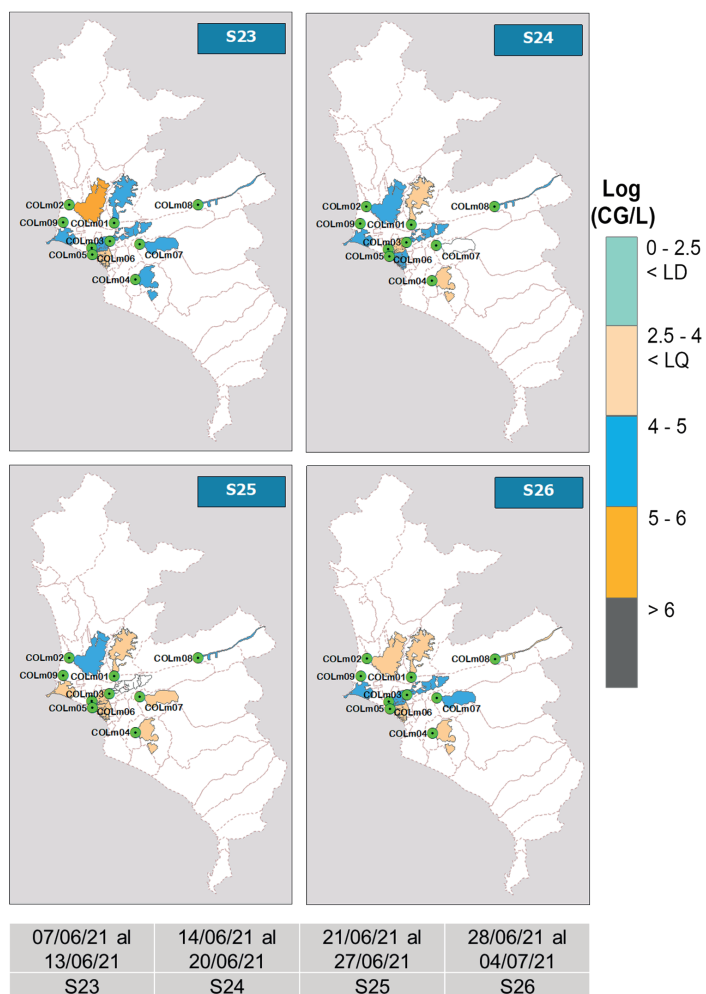 S23
COLm02
COLm08
COLm09
COLm01
COLm03
COLm05
COLm06
COLm07
COLm04
S24
COLm02
COLm08
COLm09
COLm01
COLm03
COLm05
COLm06
COLm07
COLm04
Log
(CG/L)
0 - 2.5
< LD
2.5 - 4
< LQ
4 - 5
5 - 6
> 6
S25
COLm02
COLm08
COLm09
COLm01
COLm03
COLm05
COLm06
COLm07
COLm04
S26
COLm02
COLm08
COLm09
COLm01
COLm03
COLm05
COLm06
COLm07
COLm04
07/06/21 al
13/06/21
14/06/21 al
20/06/21
21/06/21 al
27/06/21
28/06/21 al
04/07/21
S23
S24
S25
S26